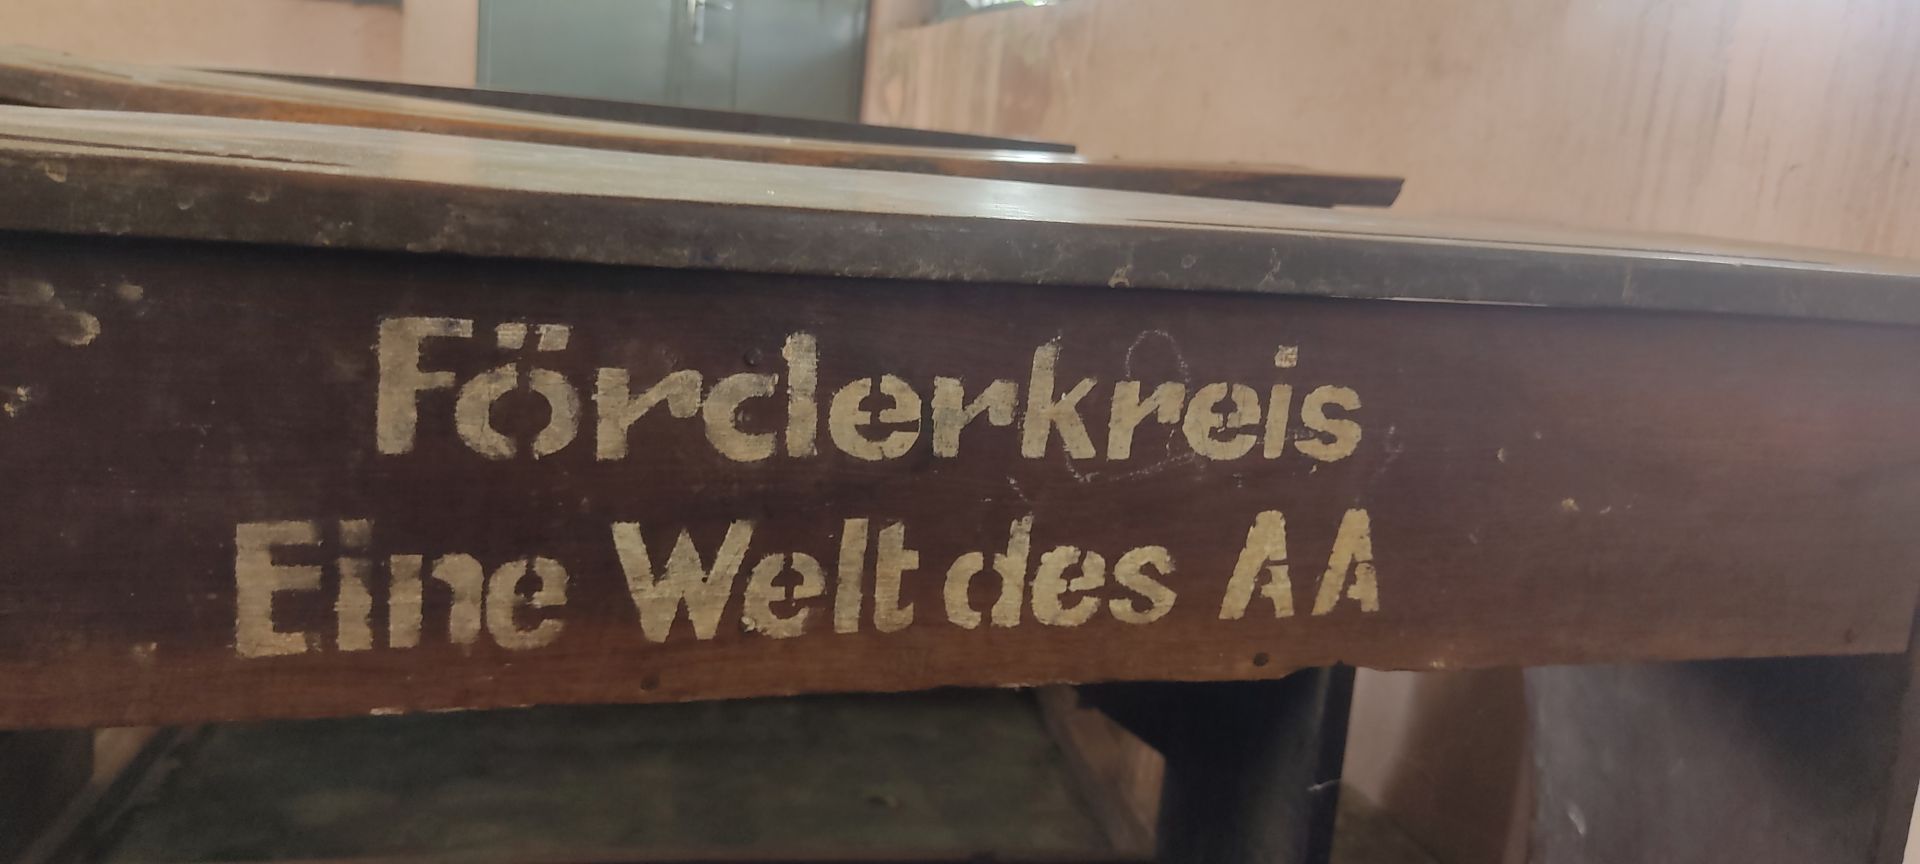 Förderkreis
Eine Welt des AA